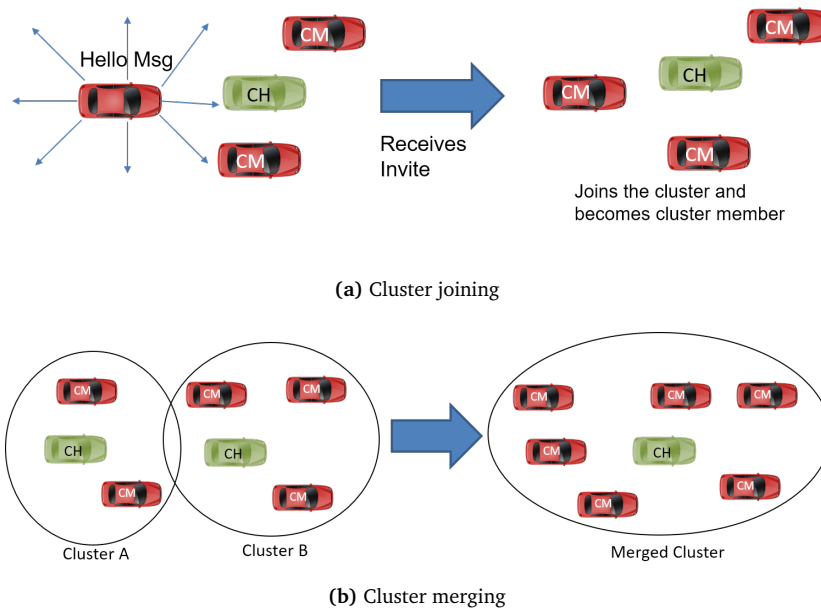 Hello Msg
CM
CH
CM
Receives
Invite
CM
CH
CM
CM
Joins the cluster and
becomes cluster member
(a) Cluster joining
CM
CH
CM
Cluster A
CM
CM
CH
CM
Cluster B
CM
CM
CM
CM
CH
CM
CM
Merged Cluster
(b) Cluster merging